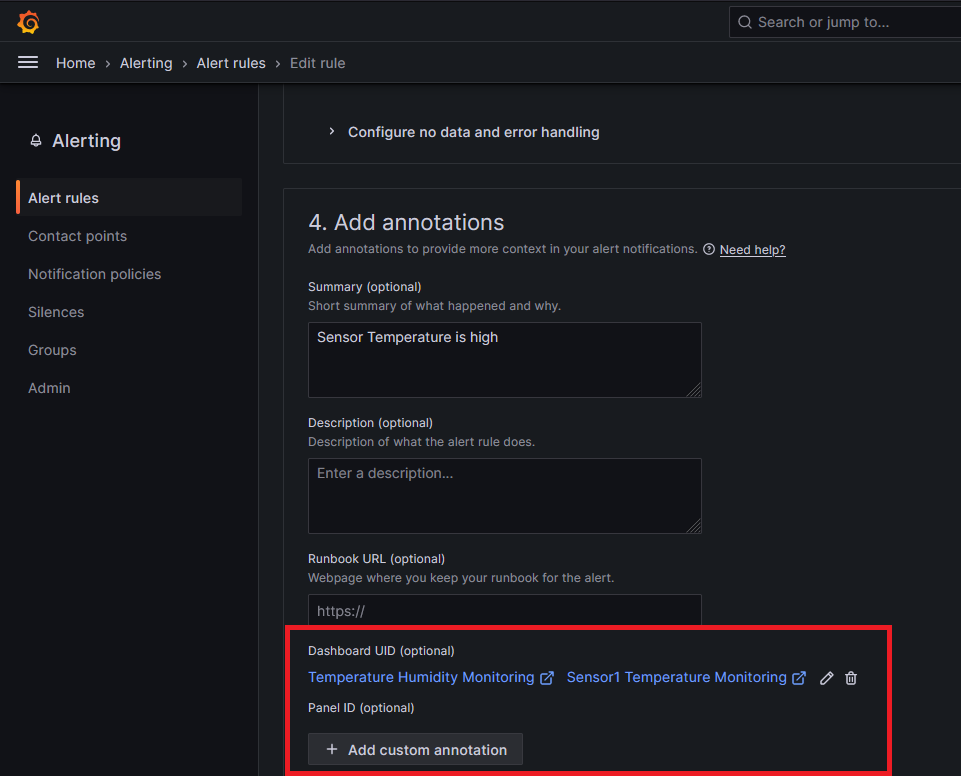 Search or jump to...
Home › Alerting › Alert rules › Edit rule
Alerting
Alert rules
Contact points
Notification policies
Silences
Groups
Admin
Configure no data and error handling
4. Add annotations
Add annotations to provide more context in your alert notifications. Need help?
Summary (optional)
Short summary of what happened and why.
Sensor Temperature is high
Description (optional)
Description of what the alert rule does.
Enter a description...
Runbook URL (optional)
Webpage where you keep your runbook for the alert.
https://
Dashboard UID (optional)
Temperature Humidity Monitoring Sensor1 Temperature Monitoring
Panel ID (optional)
+ Add custom annotation